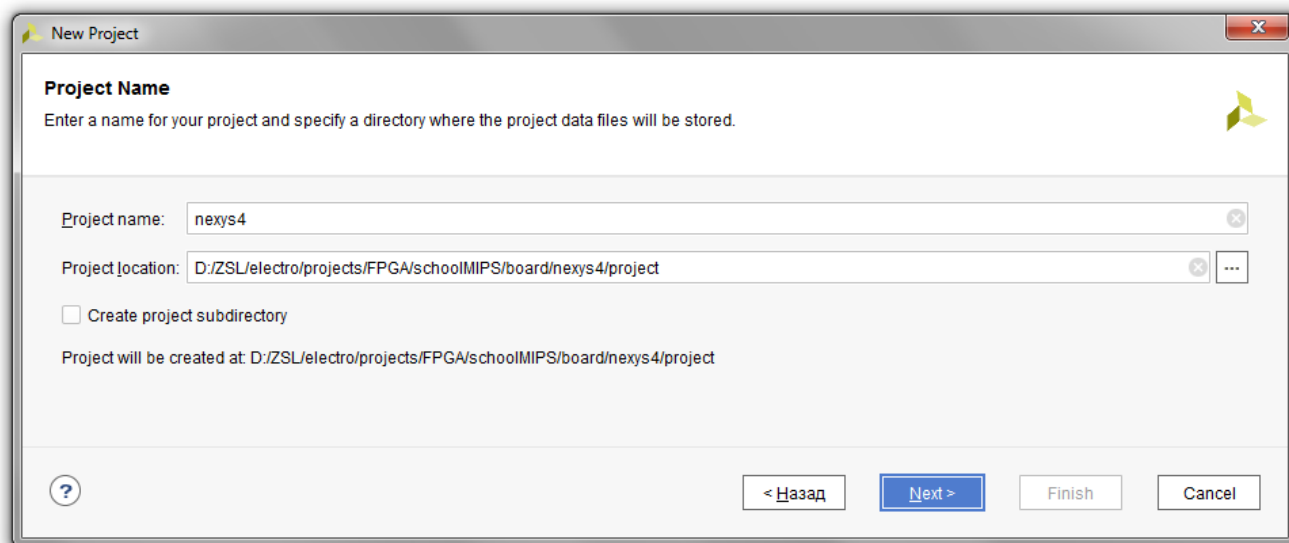 New Project
Project Name
Enter a name for your project and specify a directory where the project data files will be stored.
Project name: nexys4
Project location: D:/ZSL/electro/projects/FPGA/schoolMIPS/board/nexys4/project ...
Create project subdirectory
Project will be created at: D:/ZSL/electro/projects/FPGA/schoolMIPS/board/nexys4/project
? < Назад Next > Finish Cancel